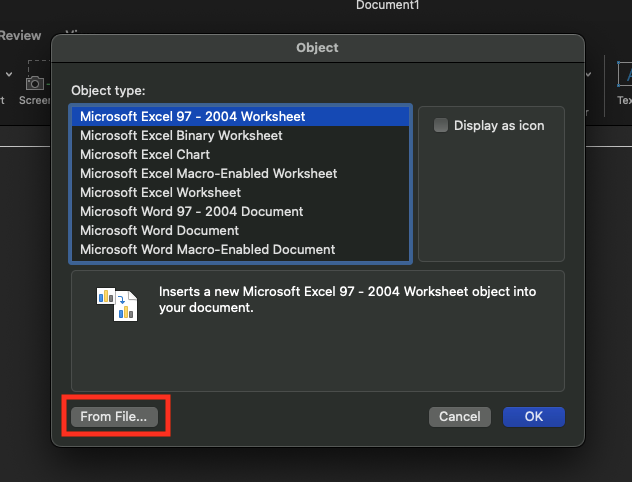 Document1
Review
Object
Screen
Tex
Object type:
Microsoft Excel 97 - 2004 Worksheet
Microsoft Excel Binary Worksheet
Microsoft Excel Chart
Microsoft Excel Macro-Enabled Worksheet
Microsoft Excel Worksheet
Microsoft Word 97 - 2004 Document
Microsoft Word Document
Microsoft Word Macro-Enabled Document
Display as icon
Inserts a new Microsoft Excel 97 - 2004 Worksheet object into
your document.
From File...
Cancel
OK